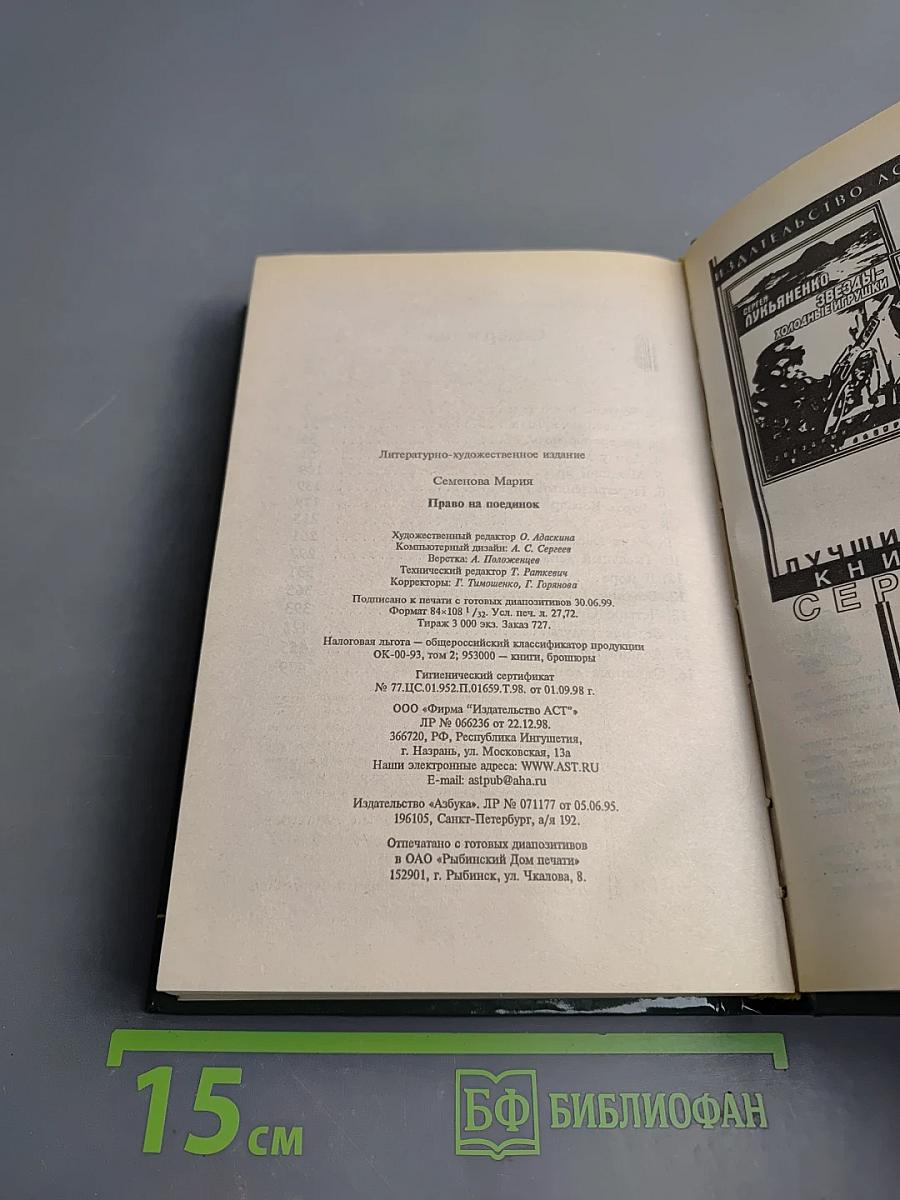 Литературно-художественное издание
Семенова Мария
Право на поединок
Художественный редактор О. Адаскина
Компьютерный дизайн: А. С. Сергеев
Верстка: А. Положенцев
Технический редактор Т. Раткевич
Корректоры: Г. Тимошенко, Г. Горянова
Подписано к печати с готовых диапозитивов 30.06.99.
Формат 84×108 1/32. Усл. печ. л. 27,72.
Тираж 3 000 экз. Заказ 727.
Налоговая льгота — общероссийский классификатор продукции
ОК-00-93, том 2; 953000 — книги, брошюры
Гигиенический сертификат
№ 77.ЦС.01.952.П.01659.Т.98. от 01.09.98 г.
ООО «Фирма "Издательство АСТ"»
ЛР № 066236 от 22.12.98.
366720, РФ, Республика Ингушетия,
г. Назрань, ул. Московская, 13а
Наши электронные адреса: WWW.AST.RU
E-mail: astpub@aha.ru
Издательство «Азбука». ЛР № 071177 от 05.06.95.
196105, Санкт-Петербург, а/я 192.
Отпечатано с готовых диапозитивов
в ОАО «Рыбинский Дом печати»
152901, г. Рыбинск, ул. Чкалова, 8.
ИЗДАТЕЛЬСТВО АС
СЕРГЕЙ
ЛУКЬЯНЕНКО
ЗВЕЗДЫ-
ХОЛОДНЫЕ ИГРУШКИ
ЛУЧШИ
КНИ
СЕР
15 см
БФ БИБЛИОФАН